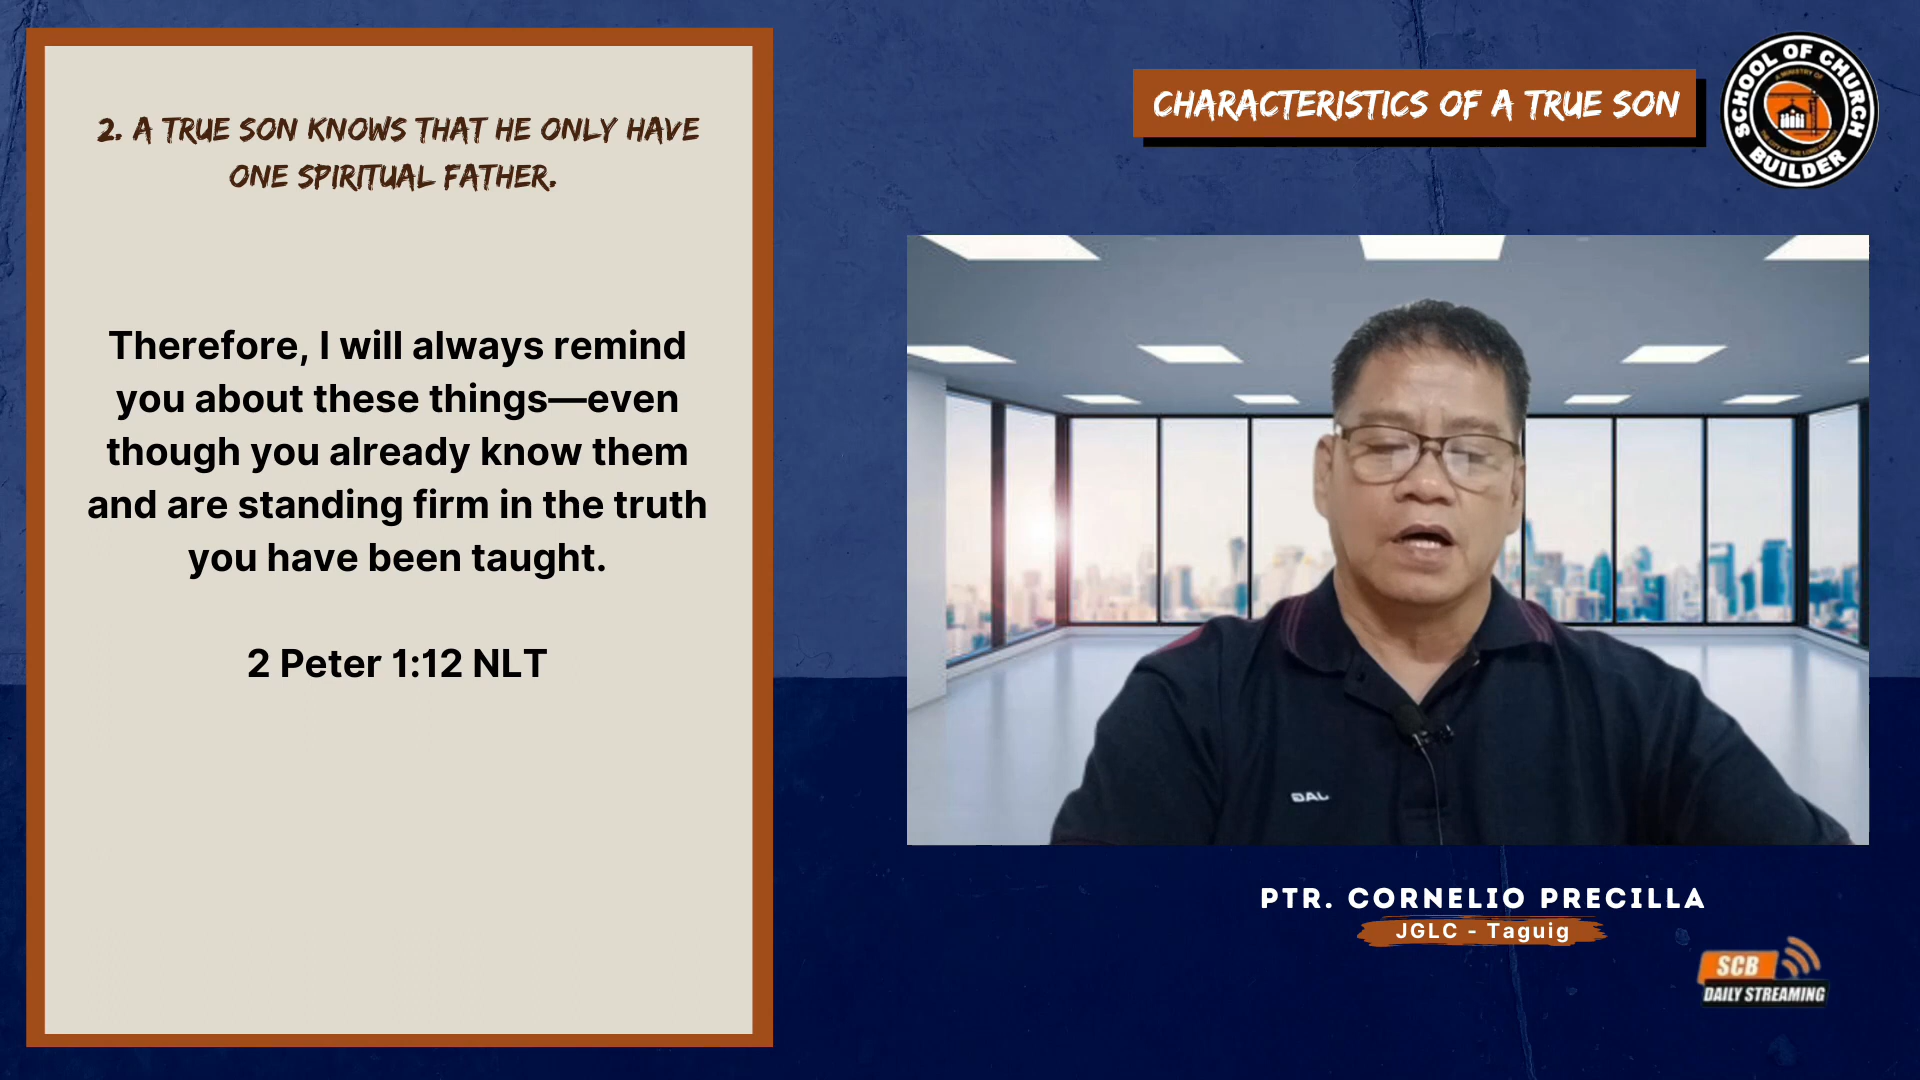 2. A TRUE SON KNOWS THAT HE ONLY HAVE
ONE SPIRITUAL FATHER.
Therefore, I will always remind
you about these things—even
though you already know them
and are standing firm in the truth
you have been taught.
2 Peter 1:12 NLT
CHARACTERISTICS OF A TRUE SON
SCHOOL OF CHURCH
BUILDER
PTR. CORNELIO PRECILLA
JGLC - Taguig
SCB
DAILY STREAMING